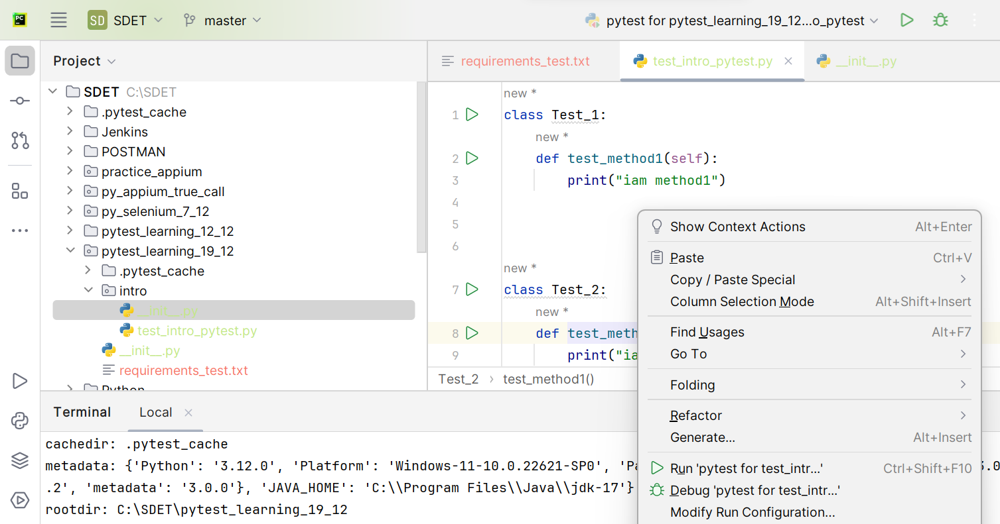 PC SD SDET master pytest for pytest_learning_19_12...o_pytest
Project
requirements_test.txt test_intro_pytest.py __init__.py
SDET C:\SDET
.pytest_cache
Jenkins
POSTMAN
practice_appium
py_appium_true_call
py_selenium_7_12
pytest_learning_12_12
pytest_learning_19_12
.pytest_cache
intro
__init__.py
test_intro_pytest.py
__init__.py
requirements_test.txt
Python
new *
1 class Test_1:
new *
2 def test_method1(self):
3 print("iam method1")
4
5
6
new *
7 class Test_2:
new *
8 def test_meth
9 print("ia
Test_2 › test_method1()
Show Context Actions Alt+Enter
Paste Ctrl+V
Copy / Paste Special
Column Selection Mode Alt+Shift+Insert
Find Usages Alt+F7
Go To
Folding
Refactor
Generate... Alt+Insert
Run 'pytest for test_intr...' Ctrl+Shift+F10
Debug 'pytest for test_intr...'
Modify Run Configuration...
Terminal Local
cachedir: .pytest_cache
metadata: {'Python': '3.12.0', 'Platform': 'Windows-11-10.0.22621-SP0', 'Pa
.2', 'metadata': '3.0.0'}, 'JAVA_HOME': 'C:\\Program Files\\Java\\jdk-17'}
rootdir: C:\SDET\pytest_learning_19_12